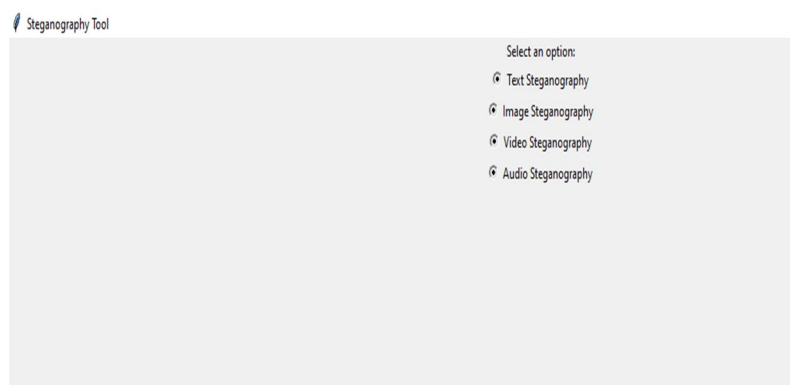 Steganography Tool
Select an option:
Text Steganography
Image Steganography
Video Steganography
Audio Steganography